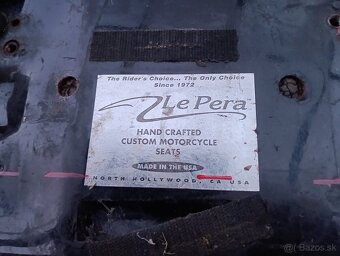 The Rider's Choice... The Only Choice
Since 1972
Le Pera
HAND CRAFTED
CUSTOM MOTORCYCLE
SEATS
MADE IN THE USA
NORTH HOLLYWOOD, CA USA
Bazos.sk